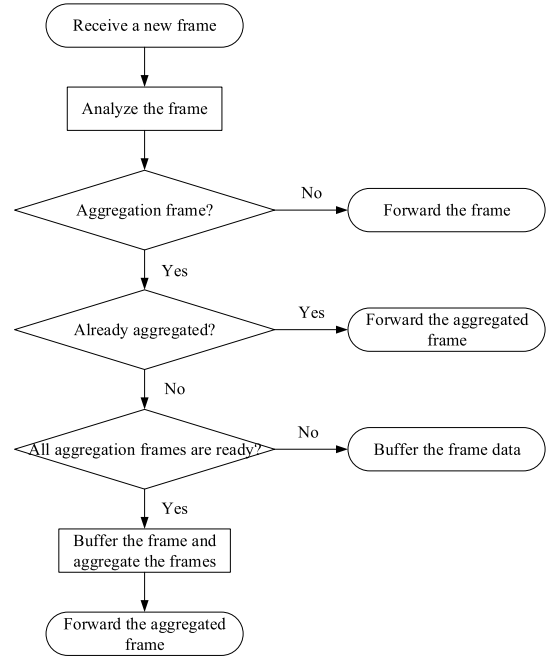 Receive a new frame
Analyze the frame
Aggregation frame?
No
Forward the frame
Yes
Already aggregated?
Yes
Forward the aggregated
frame
No
All aggregation frames are ready?
No
Buffer the frame data
Yes
Buffer the frame and
aggregate the frames
Forward the aggregated
frame